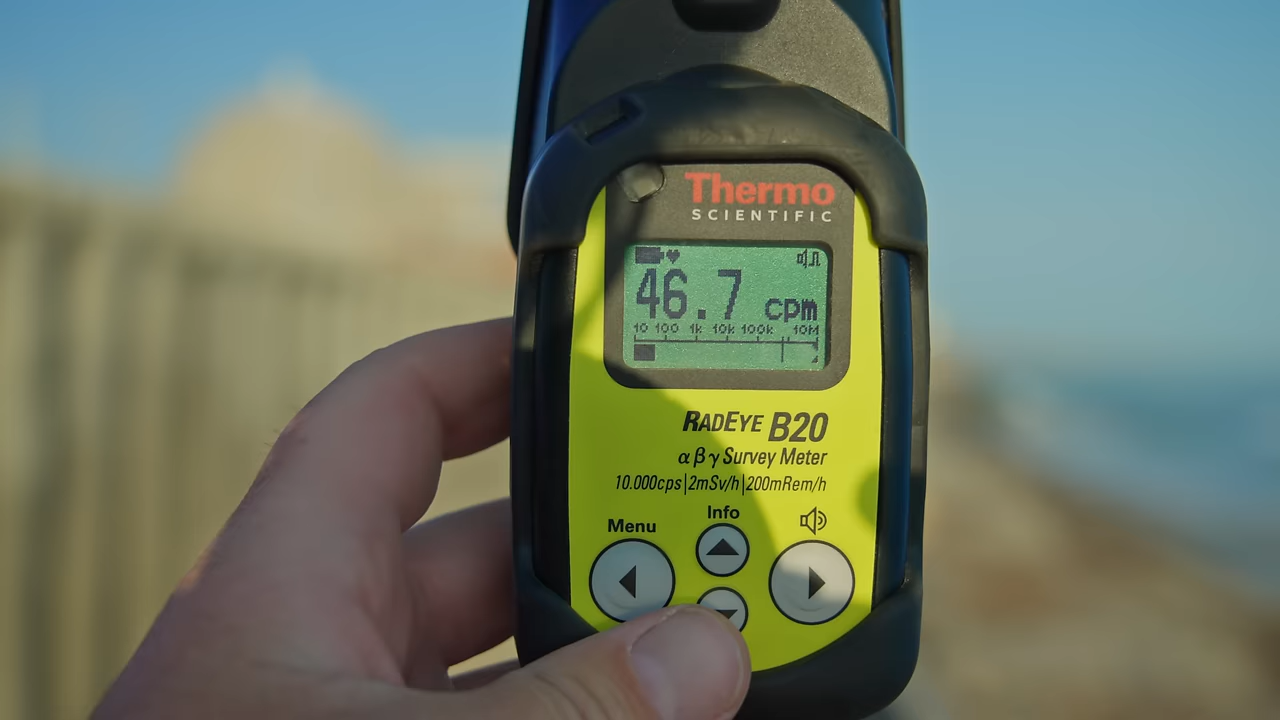 Thermo
SCIENTIFIC
46.7 cpm
10 100 1k 10k 100k 10M
RADEYE B20
α β γ Survey Meter
10.000cps|2mSv/h|200mRem/h
Info
Menu